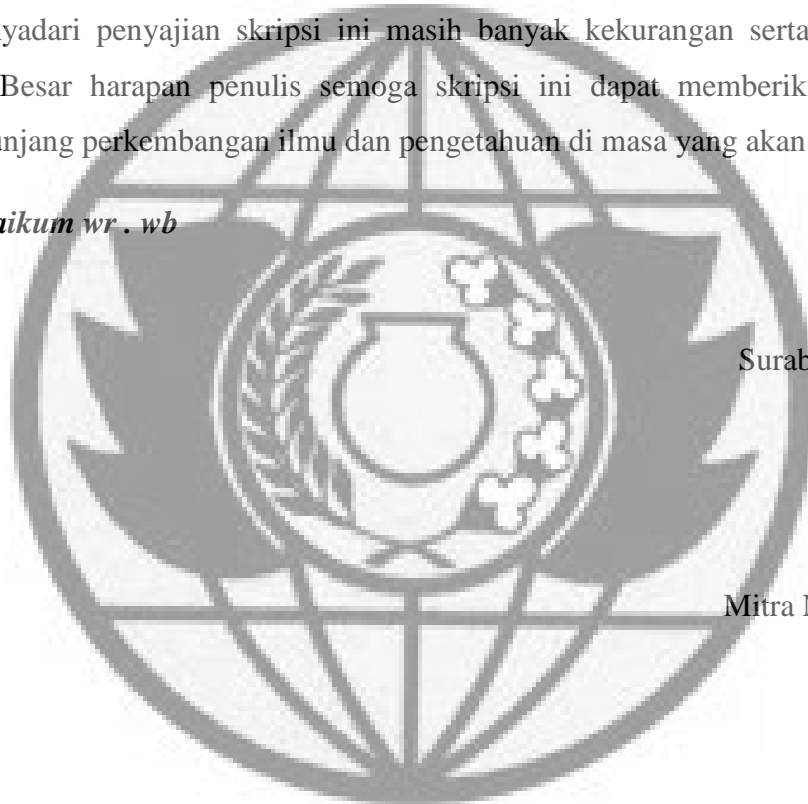 nyadari penyajian skripsi ini masih banyak kekurangan serta
Besar harapan penulis semoga skripsi ini dapat memberik
unjang perkembangan ilmu dan pengetahuan di masa yang akan
aikum wr . wb
Surab
Mitra